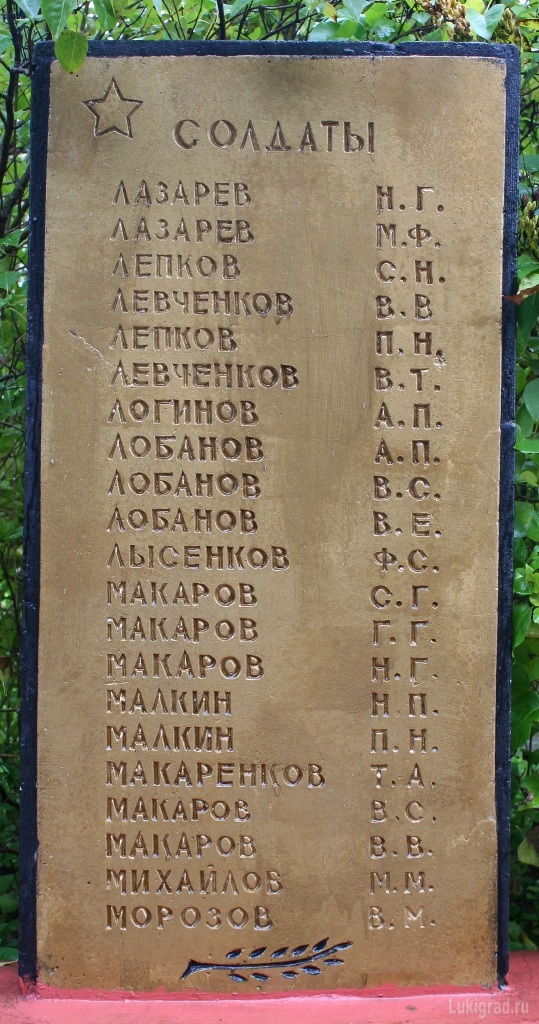 СОЛДАТЫ
ЛАЗАРЕВ Н.Г.
ЛАЗАРЕВ М.Ф.
ЛЕПКОВ С.Н.
ЛЕВЧЕНКОВ В.В
ЛЕПКОВ П.Н.
ЛЕВЧЕНКОВ В.Т.
ЛОГИНОВ А.П.
ЛОБАНОВ А.П.
ЛОБАНОВ В.С.
ЛОБАНОВ В.Е.
ЛЫСЕНКОВ Ф.С.
МАКАРОВ С.Г.
МАКАРОВ Г.Г.
МАКАРОВ Н.Г.
МАЛКИН Н П.
МАЛКИН П.Н.
МАКАРЕНКОВ Т.А.
МАКАРОВ В.С.
МАКАРОВ В.В.
МИХАЙЛОВ М.М.
МОРОЗОВ В.М.
Lukigrad.ru